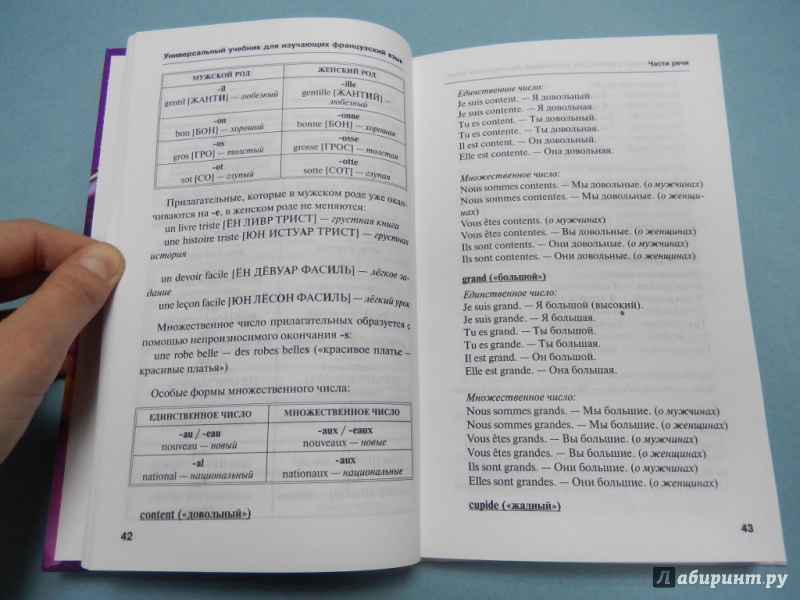 Универсальный учебник для изучающих французский язык
МУЖСКОЙ РОД
ЖЕНСКИЙ РОД
-il
gentil [ЖАНТИ] — любезный
-ille
gentille [ЖАНТИЙ] —
любезный
-on
bon [БОН] — хороший
-onne
bonne [БОН] — хорошая
-os
gros [ГРО] — толстый
-osse
grosse [ГРОС] — толстая
-ot
sot [СО] — глупый
-otte
sotte [СОТ] — глупая
Прилагательные, которые в мужском роде уже окан-
чиваются на -е, в женском роде не меняются:
un livre triste [ЁН ЛИВР ТРИСТ] — грустная книга
une histoire triste [ЮН ИСТУАР ТРИСТ] — грустная
история
un devoir facile [ЁН ДЁВУАР ФАСИЛЬ] — лёгкое за-
дание
une leçon facile [ЮН ЛЁСОН ФАСИЛЬ] — лёгкий урок
Множественное число прилагательных образуется с
помощью непроизносимого окончания -s:
une robe belle — des robes belles («красивое платье —
красивые платья»)
Особые формы множественного числа:
ЕДИНСТВЕННОЕ ЧИСЛО
МНОЖЕСТВЕННОЕ ЧИСЛО
-au / -eau
nouveau — новый
-aux / -eaux
nouveaux — новые
-al
national — национальный
-aux
nationaux — национальные
content («довольный»)
42
Части речи
Единственное число:
Je suis content. — Я довольный.
Je suis contente. — Я довольная.
Tu es content. — Ты довольный.
Tu es contente. — Ты довольная.
Il est content. — Он довольный.
Elle est contente. — Она довольная.
Множественное число:
Nous sommes contents. — Мы довольные. (о мужчинах)
Nous sommes contentes. — Мы довольные. (о женщи-
нах)
Vous êtes contents. — Вы довольные. (о мужчинах)
Vous êtes contentes. — Вы довольные. (о женщинах)
Ils sont contents. — Они довольные. (о мужчинах)
Ils sont contentes. — Они довольные. (о женщинах)
grand («большой»)
Единственное число:
Je suis grand. — Я большой (высокий).
Je suis grande. — Я большая.
Tu es grand. — Ты большой.
Tu es grande. — Ты большая.
Il est grand. — Он большой.
Elle est grande. — Она большая.
Множественное число:
Nous sommes grands. — Мы большие. (о мужчинах)
Nous sommes grandes. — Мы большие. (о женщинах)
Vous êtes grands. — Вы большие. (о мужчинах)
Vous êtes grandes. — Вы большие. (о женщинах)
Ils sont grands. — Они большие. (о мужчинах)
Elles sont grandes. — Они большие. (о женщинах)
cupide («жадный»)
43
Лабиринт.ру